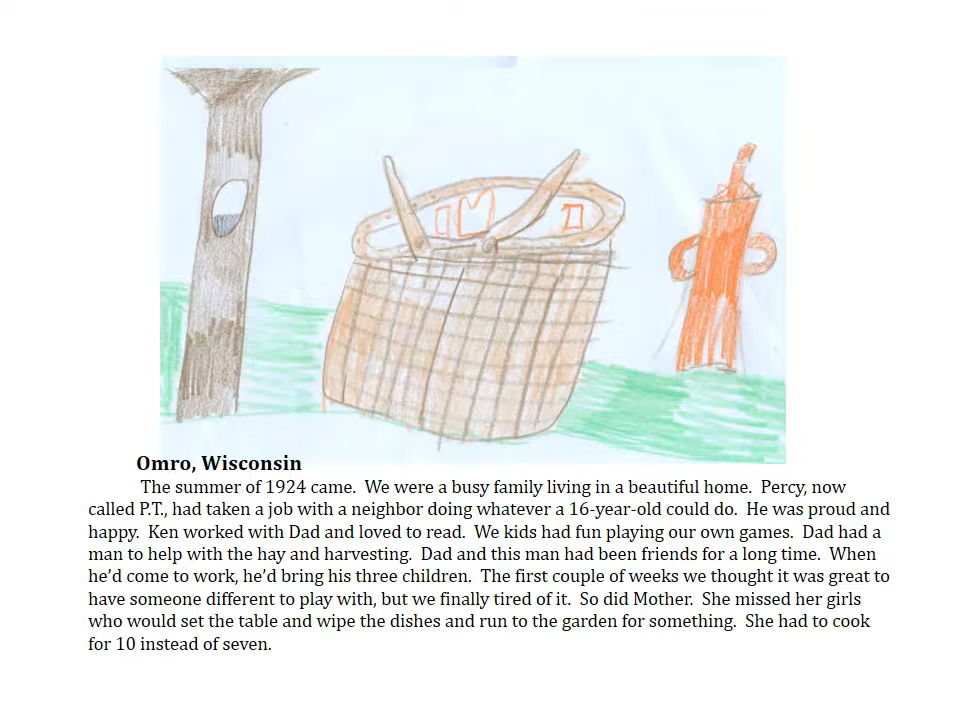 Omro, Wisconsin
The summer of 1924 came.  We were a busy family living in a beautiful home.  Percy, now
called P.T., had taken a job with a neighbor doing whatever a 16-year-old could do.  He was proud and
happy.  Ken worked with Dad and loved to read.  We kids had fun playing our own games.  Dad had a
man to help with the hay and harvesting.  Dad and this man had been friends for a long time.  When
he’d come to work, he’d bring his three children.  The first couple of weeks we thought it was great to
have someone different to play with, but we finally tired of it.  So did Mother.  She missed her girls
who would set the table and wipe the dishes and run to the garden for something.  She had to cook
for 10 instead of seven.